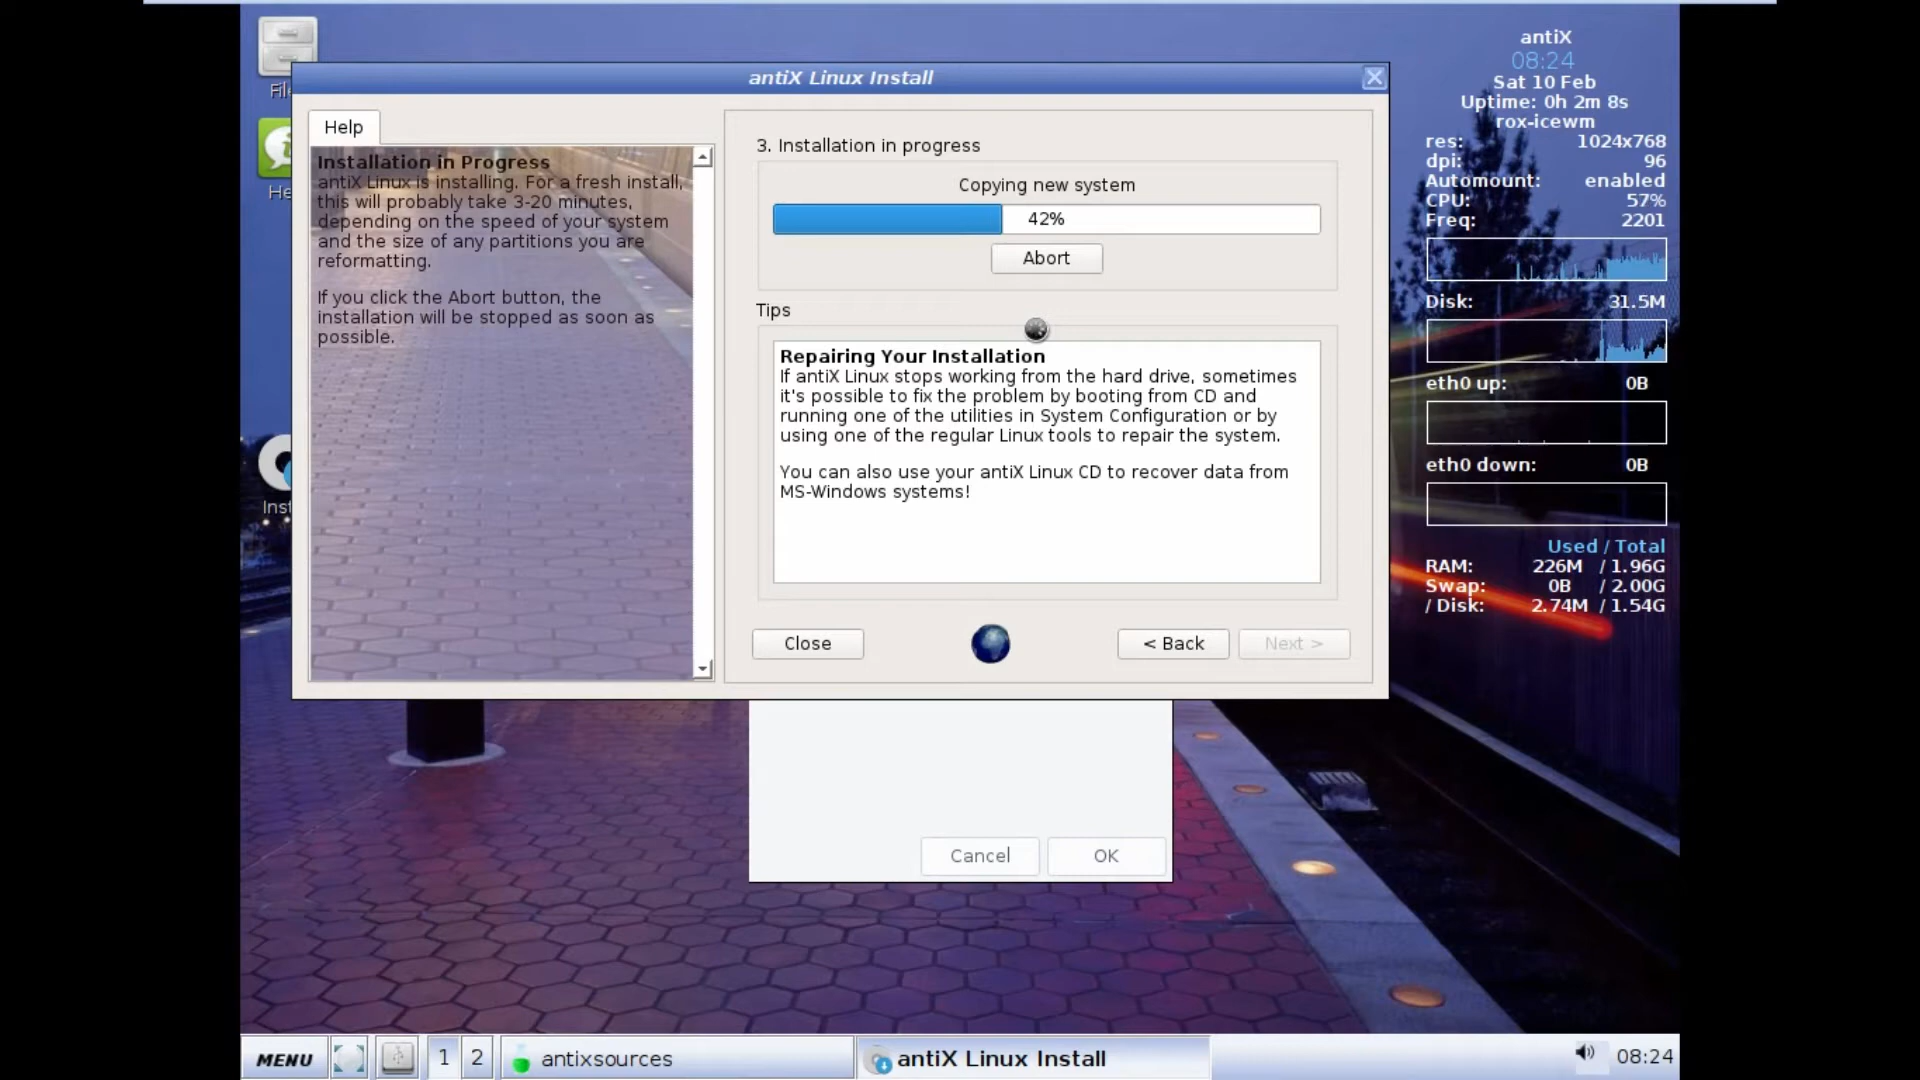 File
antiX Linux Install
Help
Installation in Progress
antiX Linux is installing. For a fresh install,
this will probably take 3-20 minutes,
depending on the speed of your system
and the size of any partitions you are
reformatting.
If you click the Abort button, the
installation will be stopped as soon as
possible.
3. Installation in progress
Copying new system
42%
Abort
Tips
Repairing Your Installation
If antiX Linux stops working from the hard drive, sometimes
it's possible to fix the problem by booting from CD and
running one of the utilities in System Configuration or by
using one of the regular Linux tools to repair the system.
You can also use your antiX Linux CD to recover data from
MS-Windows systems!
Close
< Back
Next >
He
Inst
Cancel
OK
antiX
08:24
Sat 10 Feb
Uptime: 0h 2m 8s
rox-icewm
res: 1024x768
dpi: 96
Automount: enabled
CPU: 57%
Freq: 2201
Disk: 31.5M
eth0 up: 0B
eth0 down: 0B
Used / Total
RAM: 226M / 1.96G
Swap: 0B / 2.00G
/ Disk: 2.74M / 1.54G
MENU
1
2
antixsources
antiX Linux Install
08:24